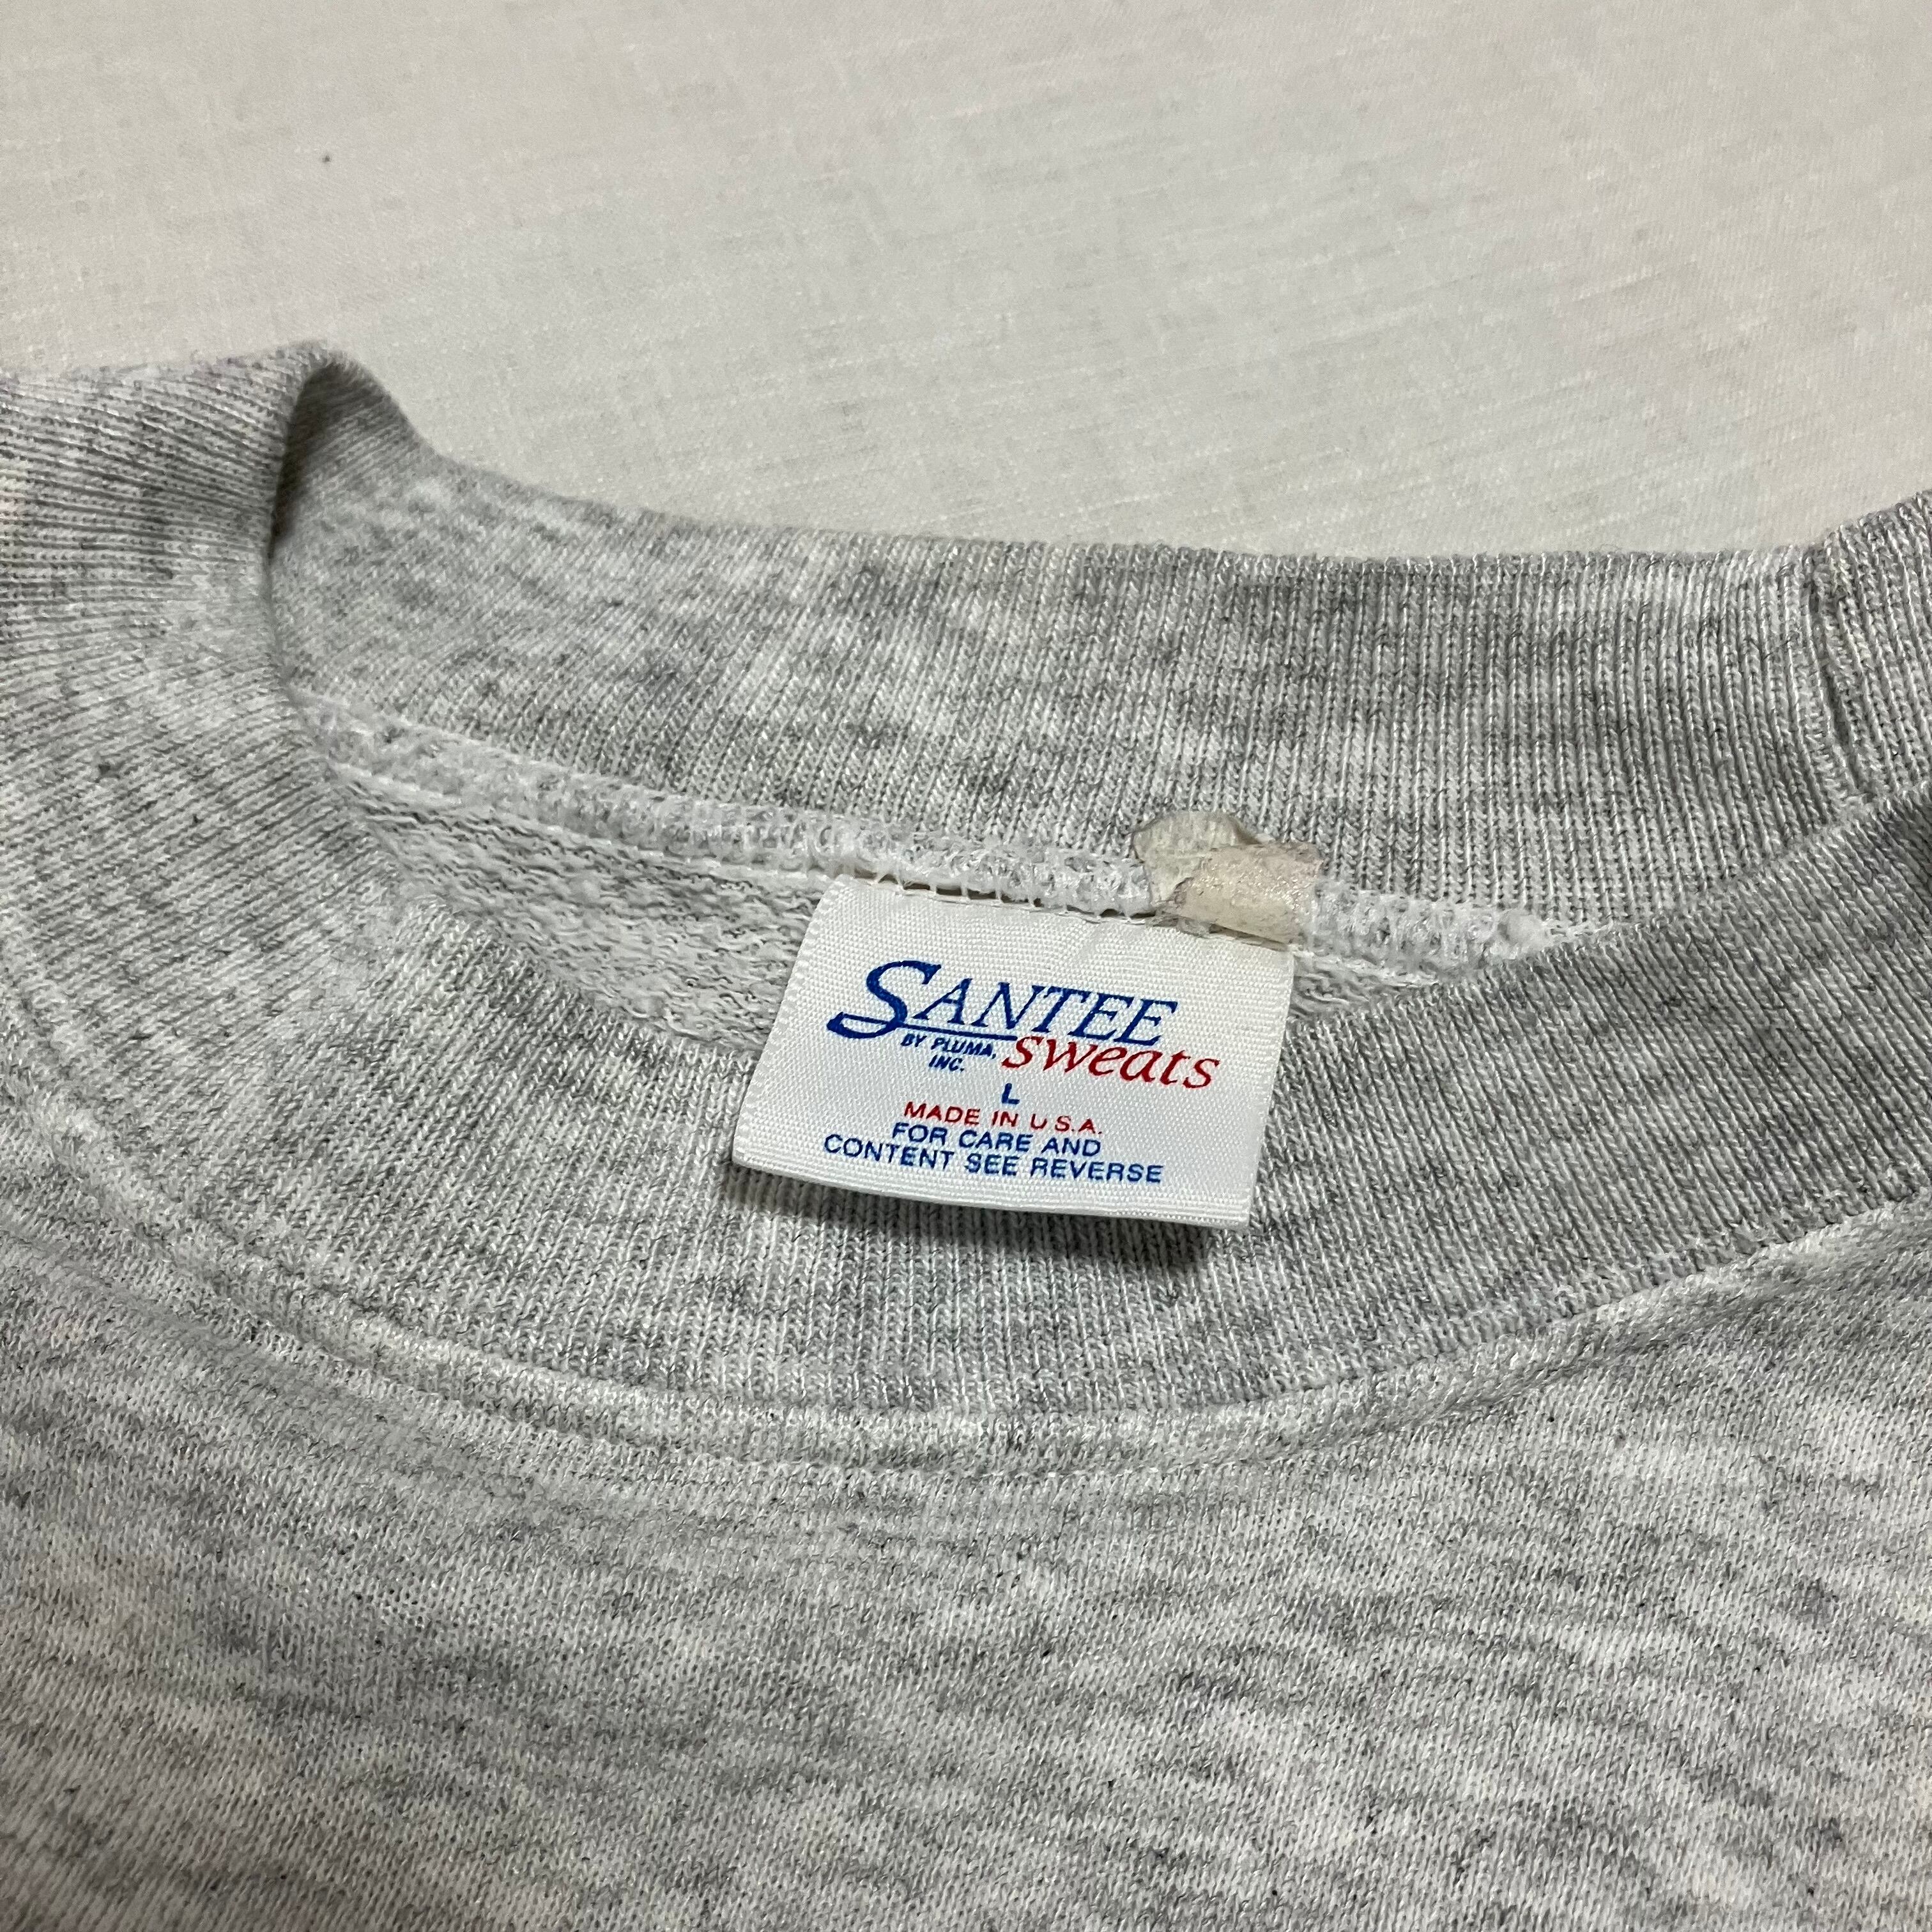 SANTEE
BY PLUMA, sweats
INC.
L
MADE IN U.S.A.
FOR CARE AND
CONTENT SEE REVERSE